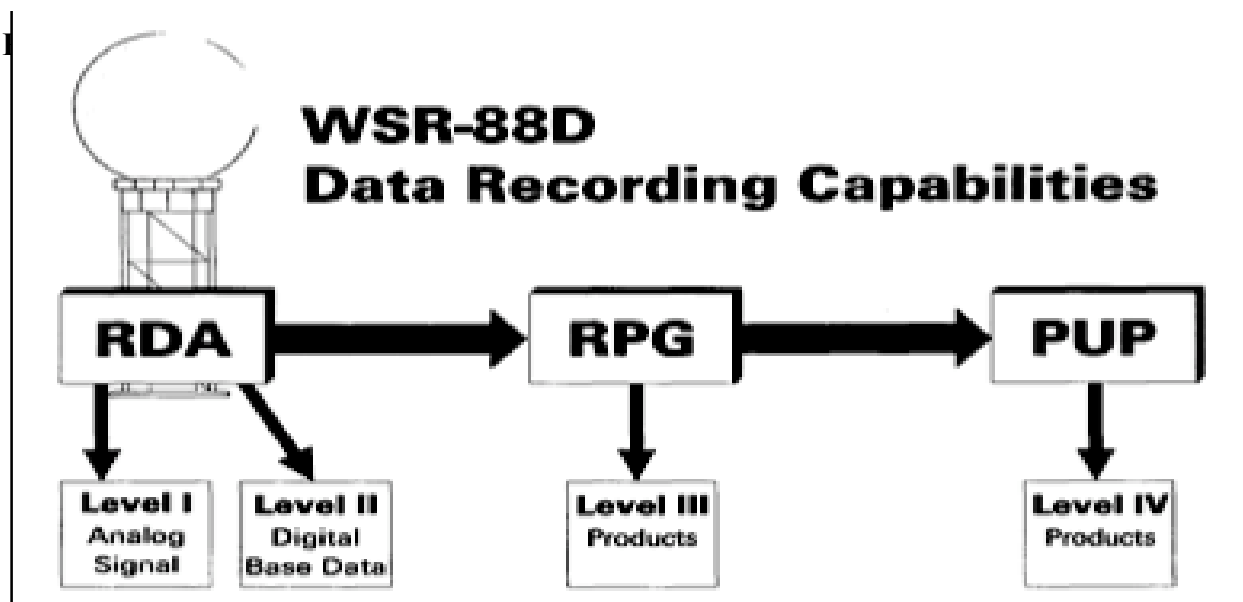 WSR-88D
Data Recording Capabilities
RDA
RPG
PUP
Level I
Analog
Signal
Level II
Digital
Base Data
Level III
Products
Level IV
Products